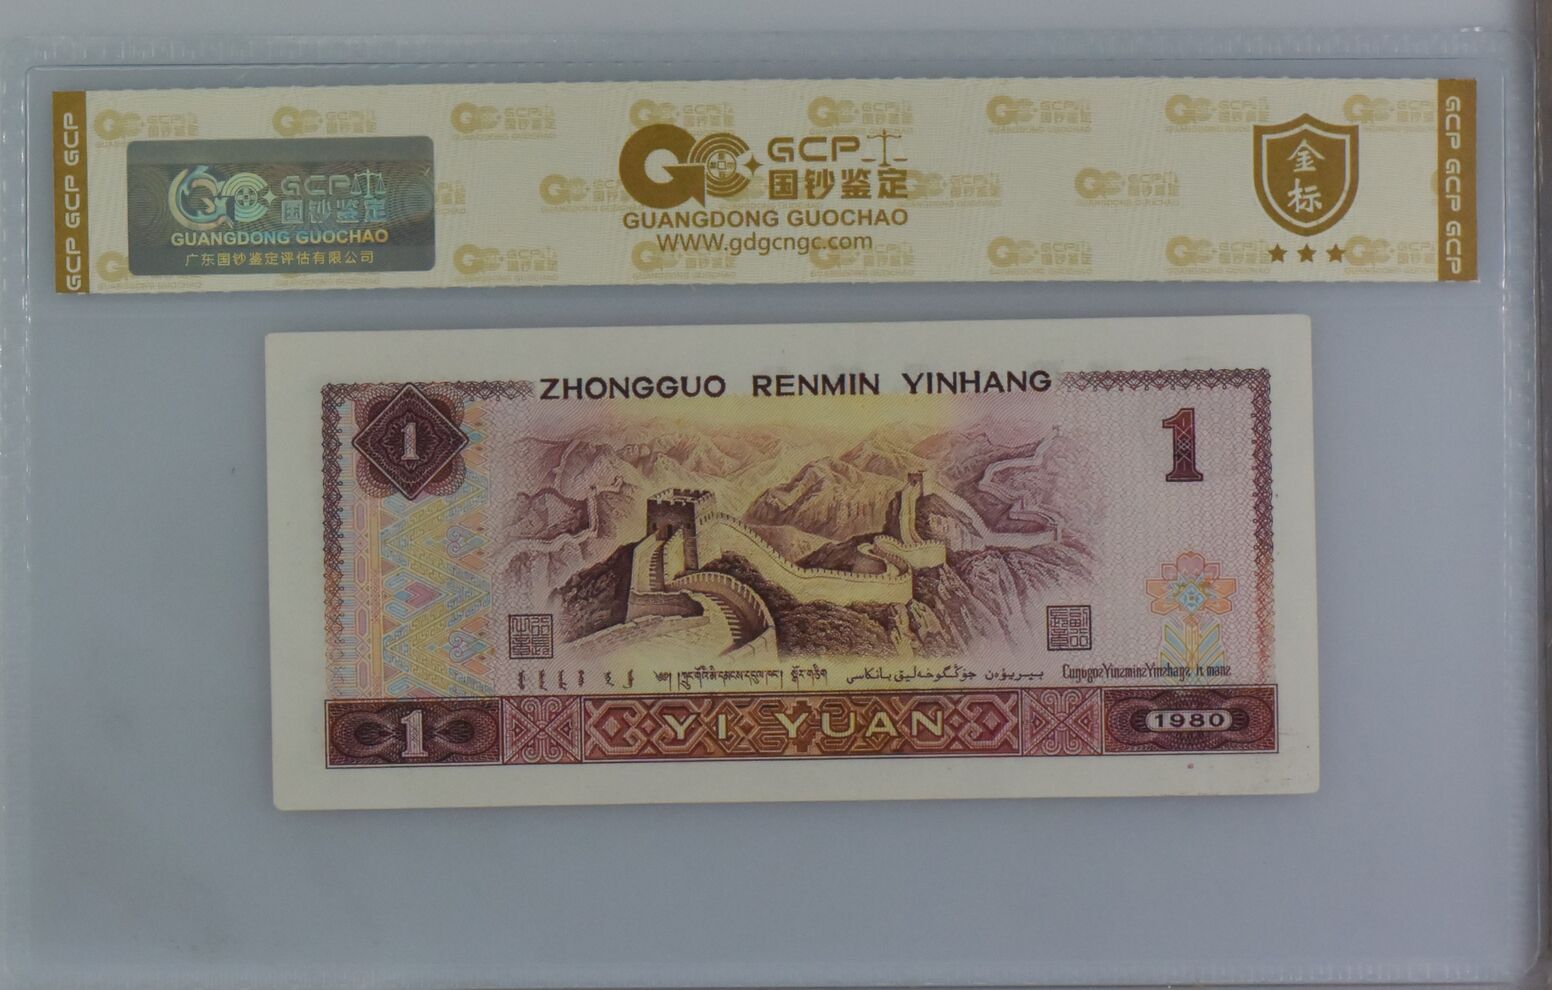 GCP GCP GCP
GCP
国钞鉴定
GUANGDONG GUOCHAO
广东国钞鉴定评估有限公司
GCP
国钞鉴定
GUANGDONG GUOCHAO
WWW.gdgcngc.com
金
标
GCP GCP GCP
ZHONGGUO RENMIN YINHANG
1
1
1
YI YUAN
1980